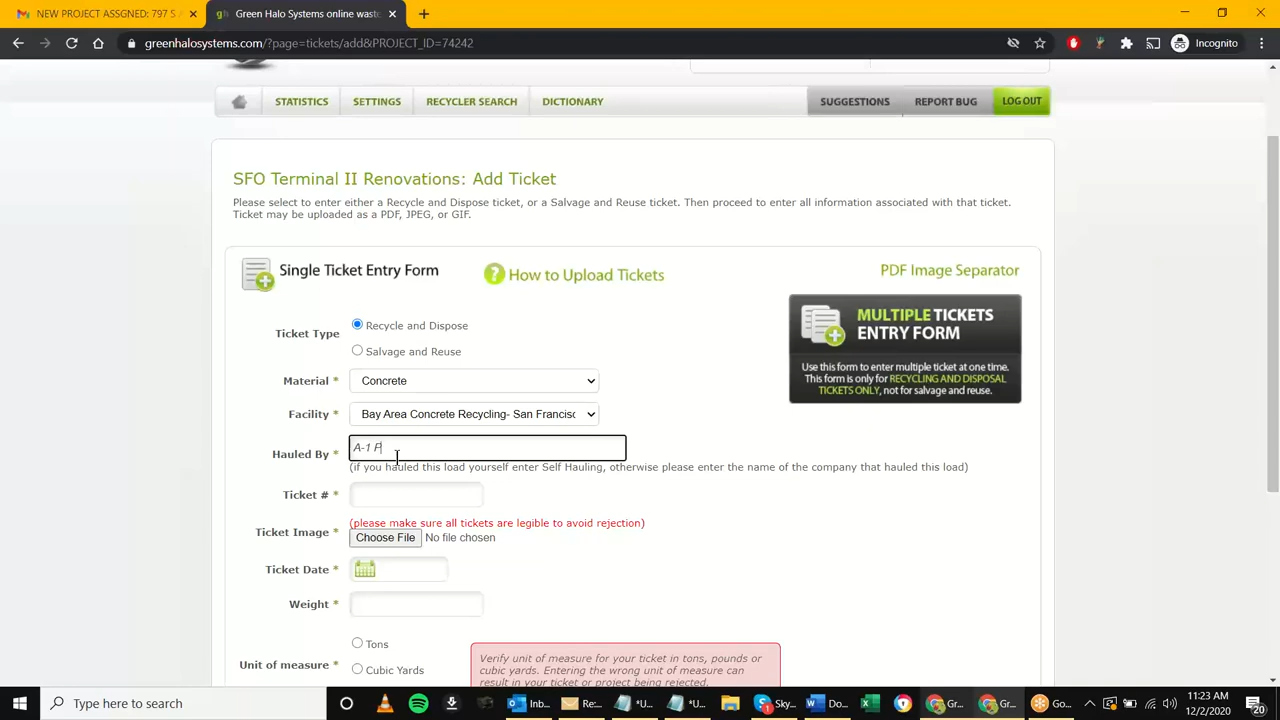 NEW PROJECT ASSGNED: 797 S
Green Halo Systems online wast
greenhalosystems.com/?page=tickets/add&PROJECT_ID=74242
Incognito
STATISTICS
SETTINGS
RECYCLER SEARCH
DICTIONARY
SUGGESTIONS
REPORT BUG
LOG OUT
SFO Terminal II Renovations: Add Ticket
Please select to enter either a Recycle and Dispose ticket, or a Salvage and Reuse ticket. Then proceed to enter all information associated with that ticket.
Ticket may be uploaded as a PDF, JPEG, or GIF.
Single Ticket Entry Form
? How to Upload Tickets
PDF Image Separator
MULTIPLE TICKETS
ENTRY FORM
Use this form to enter multiple ticket at one time.
This form is only for RECYCLING AND DISPOSAL
TICKETS ONLY, not for salvage and reuse.
Ticket Type
Recycle and Dispose
Salvage and Reuse
Material *
Concrete
Facility *
Bay Area Concrete Recycling- San Francisc
Hauled By *
A-1 F
(if you hauled this load yourself enter Self Hauling, otherwise please enter the name of the company that hauled this load)
Ticket # *
(please make sure all tickets are legible to avoid rejection)
Ticket Image *
Choose File No file chosen
Ticket Date *
Weight *
Unit of measure *
Tons
Cubic Yards
Verify unit of measure for your ticket in tons, pounds or
cubic yards. Entering the wrong unit of measure can
result in your ticket or project being rejected.
Type here to search
Inb...
Re:...
*U...
*U...
Sky...
Do...
Gr...
Gr...
Go...
11:23 AM
12/2/2020
20